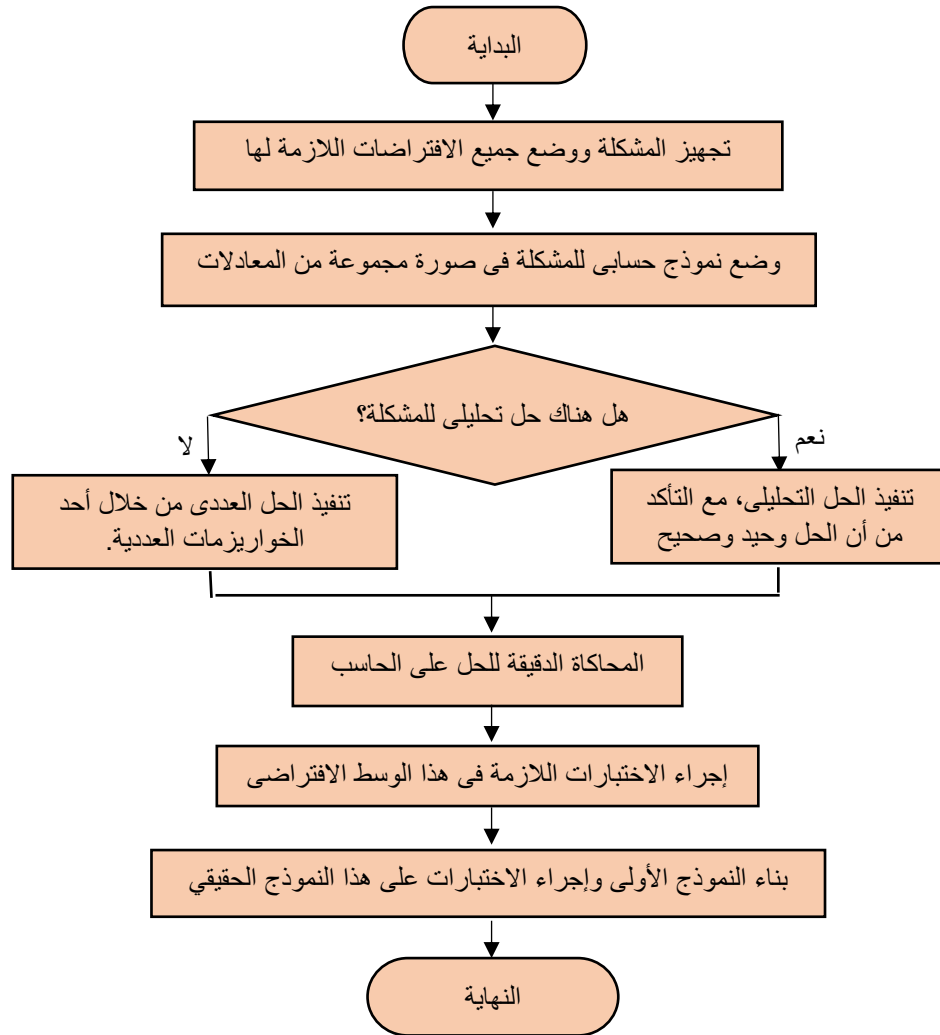 البداية
تجهيز المشكلة ووضع جميع الافتراضات اللازمة لها
وضع نموذج حسابى للمشكلة فى صورة مجموعة من المعادلات
هل هناك حل تحليلى للمشكلة؟
نعم
لا
تنفيذ الحل التحليلى، مع التأكد
من أن الحل وحيد وصحيح
تنفيذ الحل العددى من خلال أحد
الخواريزمات العددية.
المحاكاة الدقيقة للحل على الحاسب
إجراء الاختبارات اللازمة فى هذا الوسط الافتراضى
بناء النموذج الأولى وإجراء الاختبارات على هذا النموذج الحقيقي
النهاية